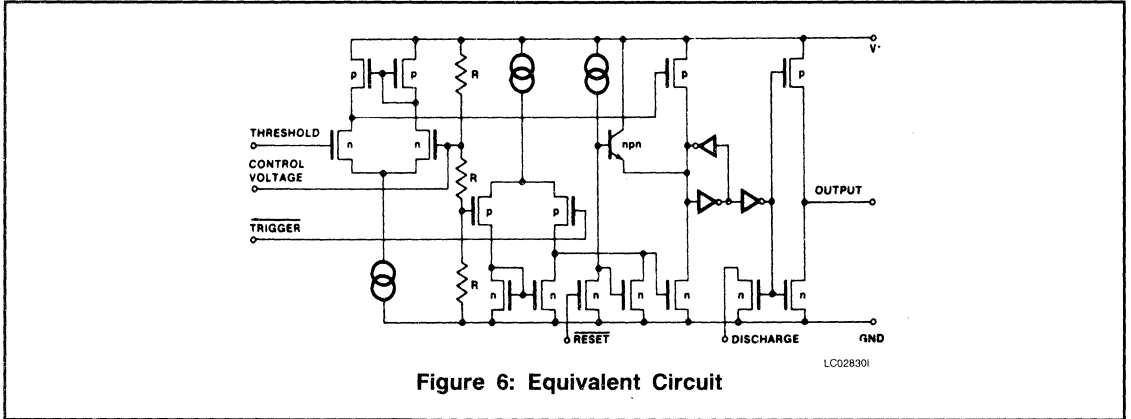 V+
p
p
R
p
p
THRESHOLD
n
n
npn
CONTROL
VOLTAGE
R
OUTPUT
p
p
TRIGGER
R
n
n
n
n
n
n
n
RESET
DISCHARGE
GND
LC02830I
Figure 6: Equivalent Circuit